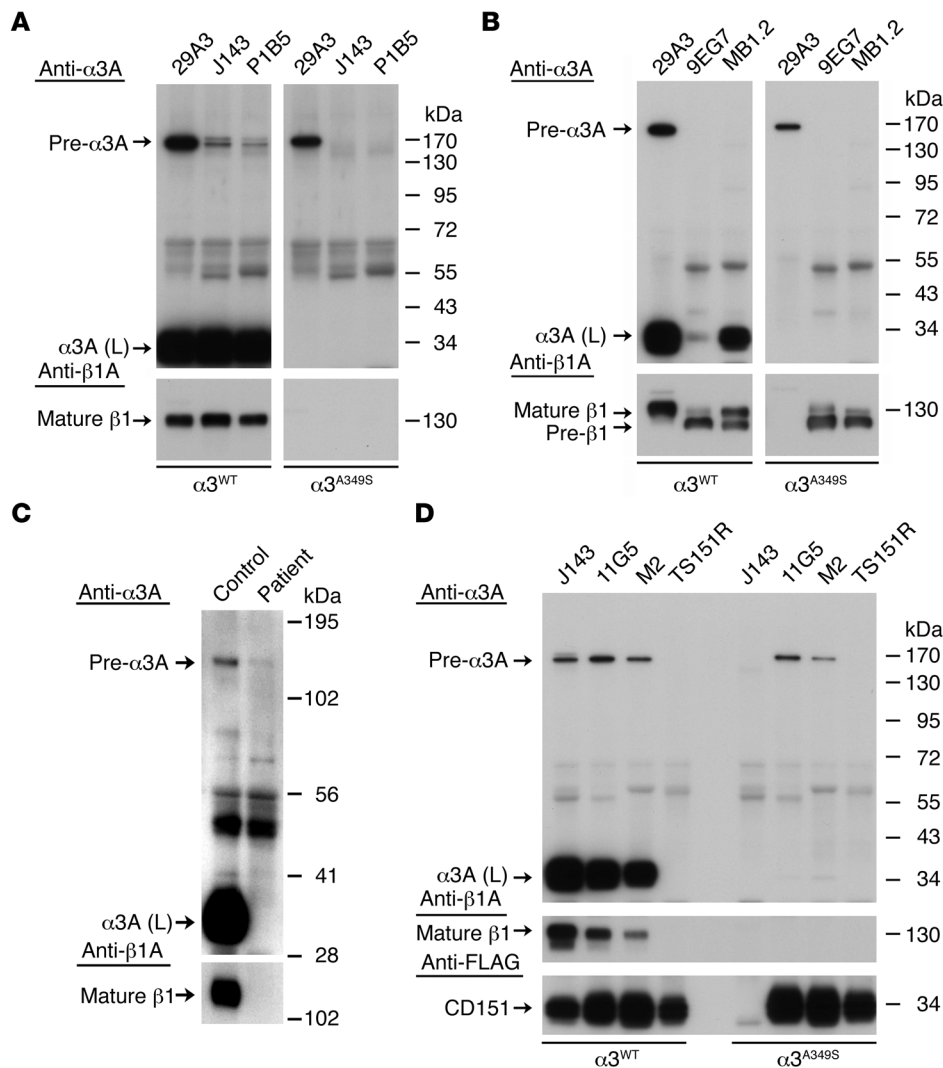 A
29A3 J143 P1B5 29A3 J143 P1B5
Anti-α3A
kDa
Pre-α3A
170
130
95
72
55
43
α3A (L)
34
Anti-β1A
Mature β1
130
α3WT α3A349S
B
29A3 9EG7 MB1.2 29A3 9EG7 MB1.2
Anti-α3A
kDa
Pre-α3A
170
130
95
72
55
43
α3A (L)
34
Anti-β1A
Mature β1
130
Pre-β1
α3WT α3A349S
C
Control Patient
Anti-α3A
kDa
195
Pre-α3A
102
56
41
α3A (L)
Anti-β1A
28
Mature β1
102
D
J143 11G5 M2 TS151R J143 11G5 M2 TS151R
Anti-α3A
kDa
Pre-α3A
170
130
95
72
55
43
α3A (L)
34
Anti-β1A
Mature β1
130
Anti-FLAG
CD151
34
α3WT α3A349S